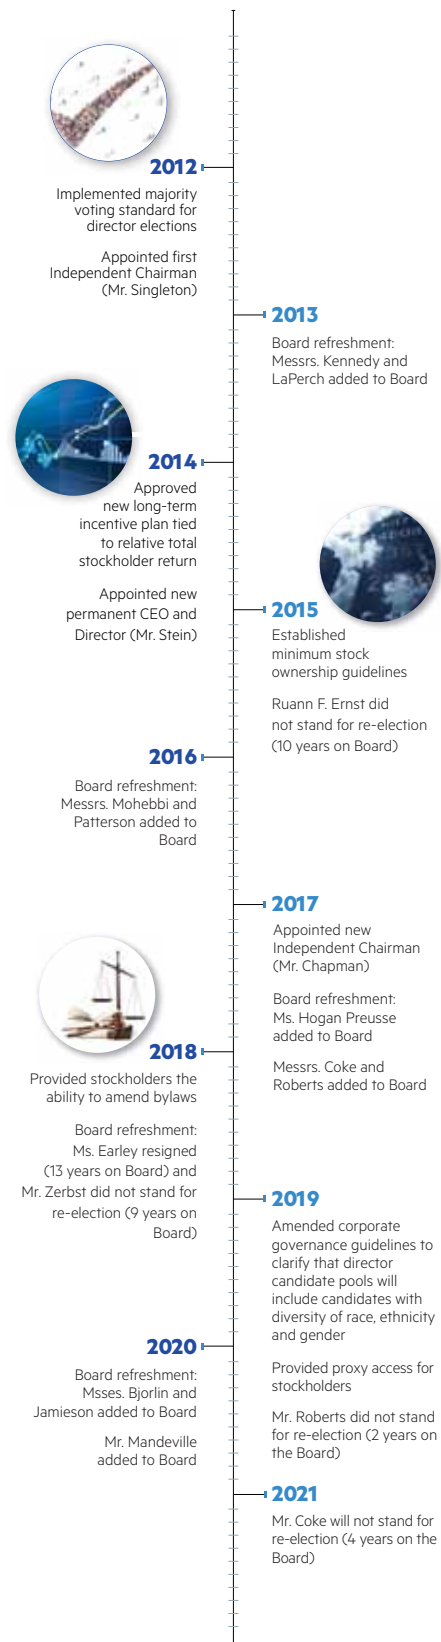 2012
Implemented majority
voting standard for
director elections
Appointed first
Independent Chairman
(Mr. Singleton)
2013
Board refreshment:
Messrs. Kennedy and
LaPerch added to Board
2014
Approved
new long-term
incentive plan tied
to relative total
stockholder return
Appointed new
permanent CEO and
Director (Mr. Stein)
2015
Established
minimum stock
ownership guidelines
Ruann F. Ernst did
not stand for re-election
(10 years on Board)
2016
Board refreshment:
Messrs. Mohebbi and
Patterson added to
Board
2017
Appointed new
Independent Chairman
(Mr. Chapman)
Board refreshment:
Ms. Hogan Preusse
added to Board
Messrs. Coke and
Roberts added to Board
2018
Provided stockholders the
ability to amend bylaws
Board refreshment:
Ms. Earley resigned
(13 years on Board) and
Mr. Zerbst did not stand for
re-election (9 years on
Board)
2019
Amended corporate
governance guidelines to
clarify that director
candidate pools will
include candidates with
diversity of race, ethnicity
and gender
Provided proxy access for
stockholders
Mr. Roberts did not stand
for re-election (2 years on
the Board)
2020
Board refreshment:
Msses. Bjorlin and
Jamieson added to Board
Mr. Mandeville
added to Board
2021
Mr. Coke will not stand for
re-election (4 years on the
Board)